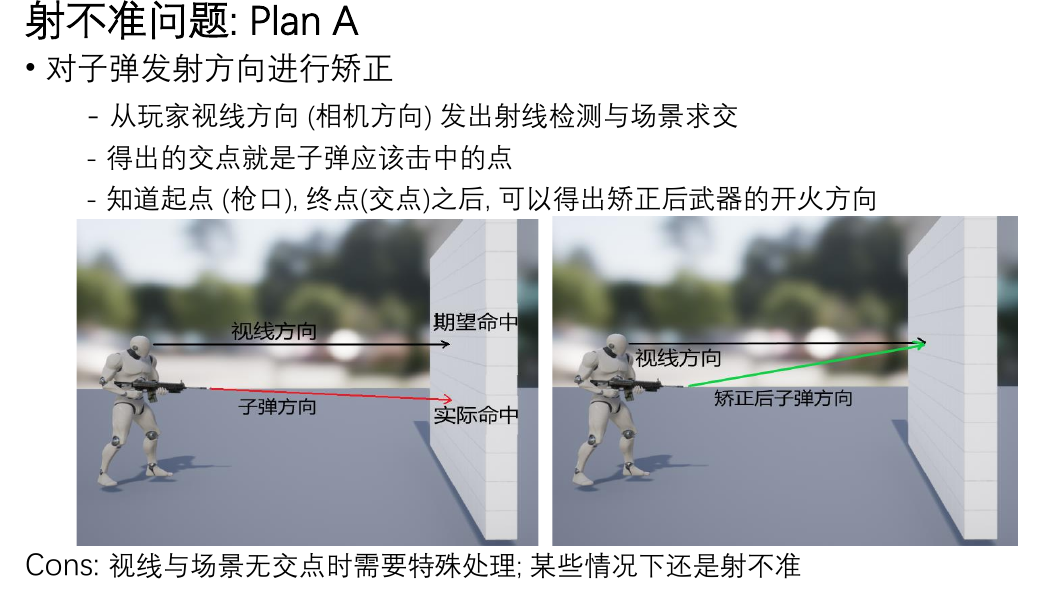 射不准问题: Plan A
• 对子弹发射方向进行矫正
- 从玩家视线方向 (相机方向) 发出射线检测与场景求交
- 得出的交点就是子弹应该击中的点
- 知道起点 (枪口), 终点(交点)之后, 可以得出矫正后武器的开火方向
视线方向
期望命中
子弹方向
实际命中
视线方向
矫正后子弹方向
Cons: 视线与场景无交点时需要特殊处理; 某些情况下还是射不准